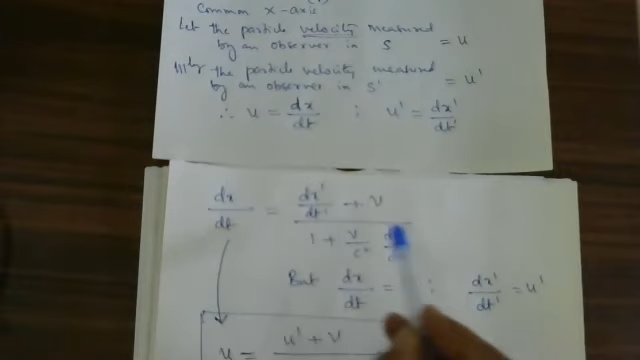 Common x-axis
Let the particle velocity measured
by an observer in S = u
IIIly the particle velocity measured
by an observer in S' = u'
∴ u = dx/dt ; u' = dx'/dt'
dx/dt = (dx'/dt' + v) / (1 + v/c²
But dx/dt = ; dx'/dt' = u'
u = u' + v